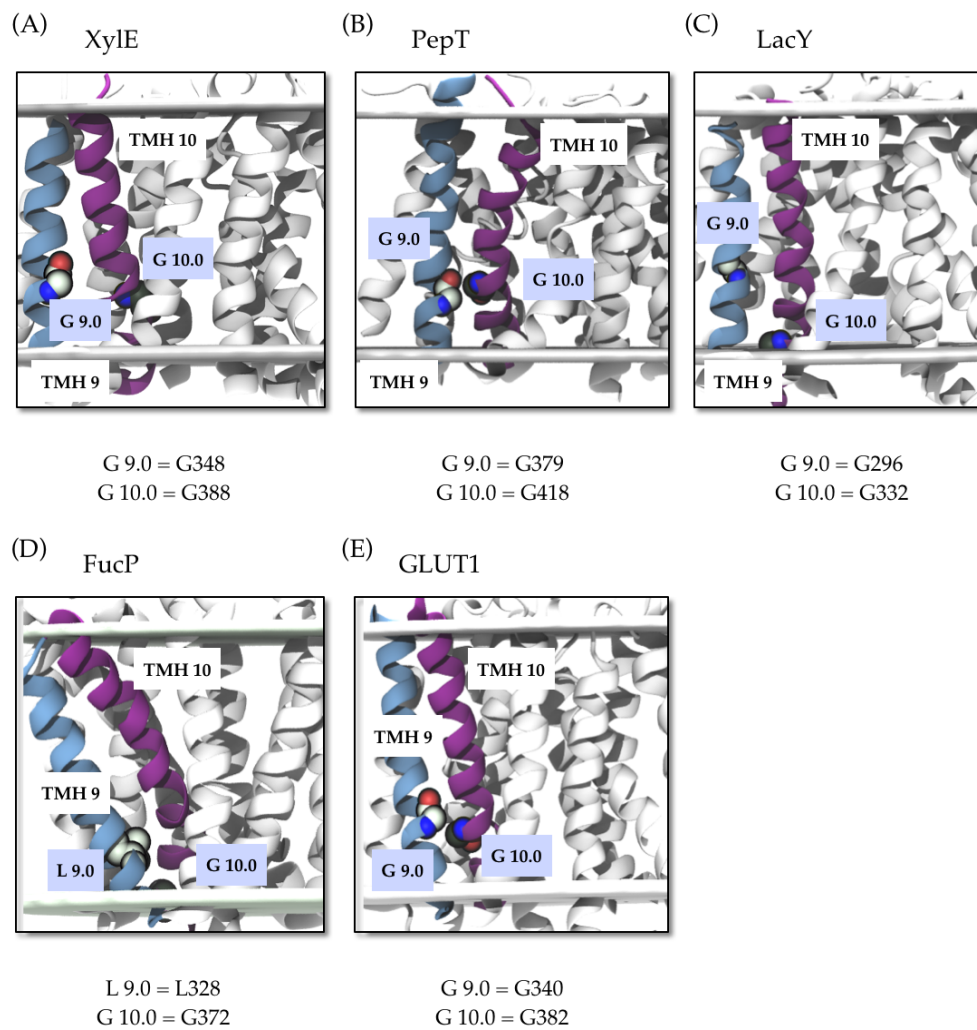 (A) XylE
TMH 10
G 10.0
G 9.0
TMH 9
G 9.0 = G348
G 10.0 = G388
(B) PepT
TMH 10
G 9.0
G 10.0
TMH 9
G 9.0 = G379
G 10.0 = G418
(C) LacY
TMH 10
G 9.0
G 10.0
TMH 9
G 9.0 = G296
G 10.0 = G332
(D) FucP
TMH 10
TMH 9
L 9.0
G 10.0
L 9.0 = L328
G 10.0 = G372
(E) GLUT1
TMH 10
TMH 9
G 10.0
G 9.0
G 9.0 = G340
G 10.0 = G382